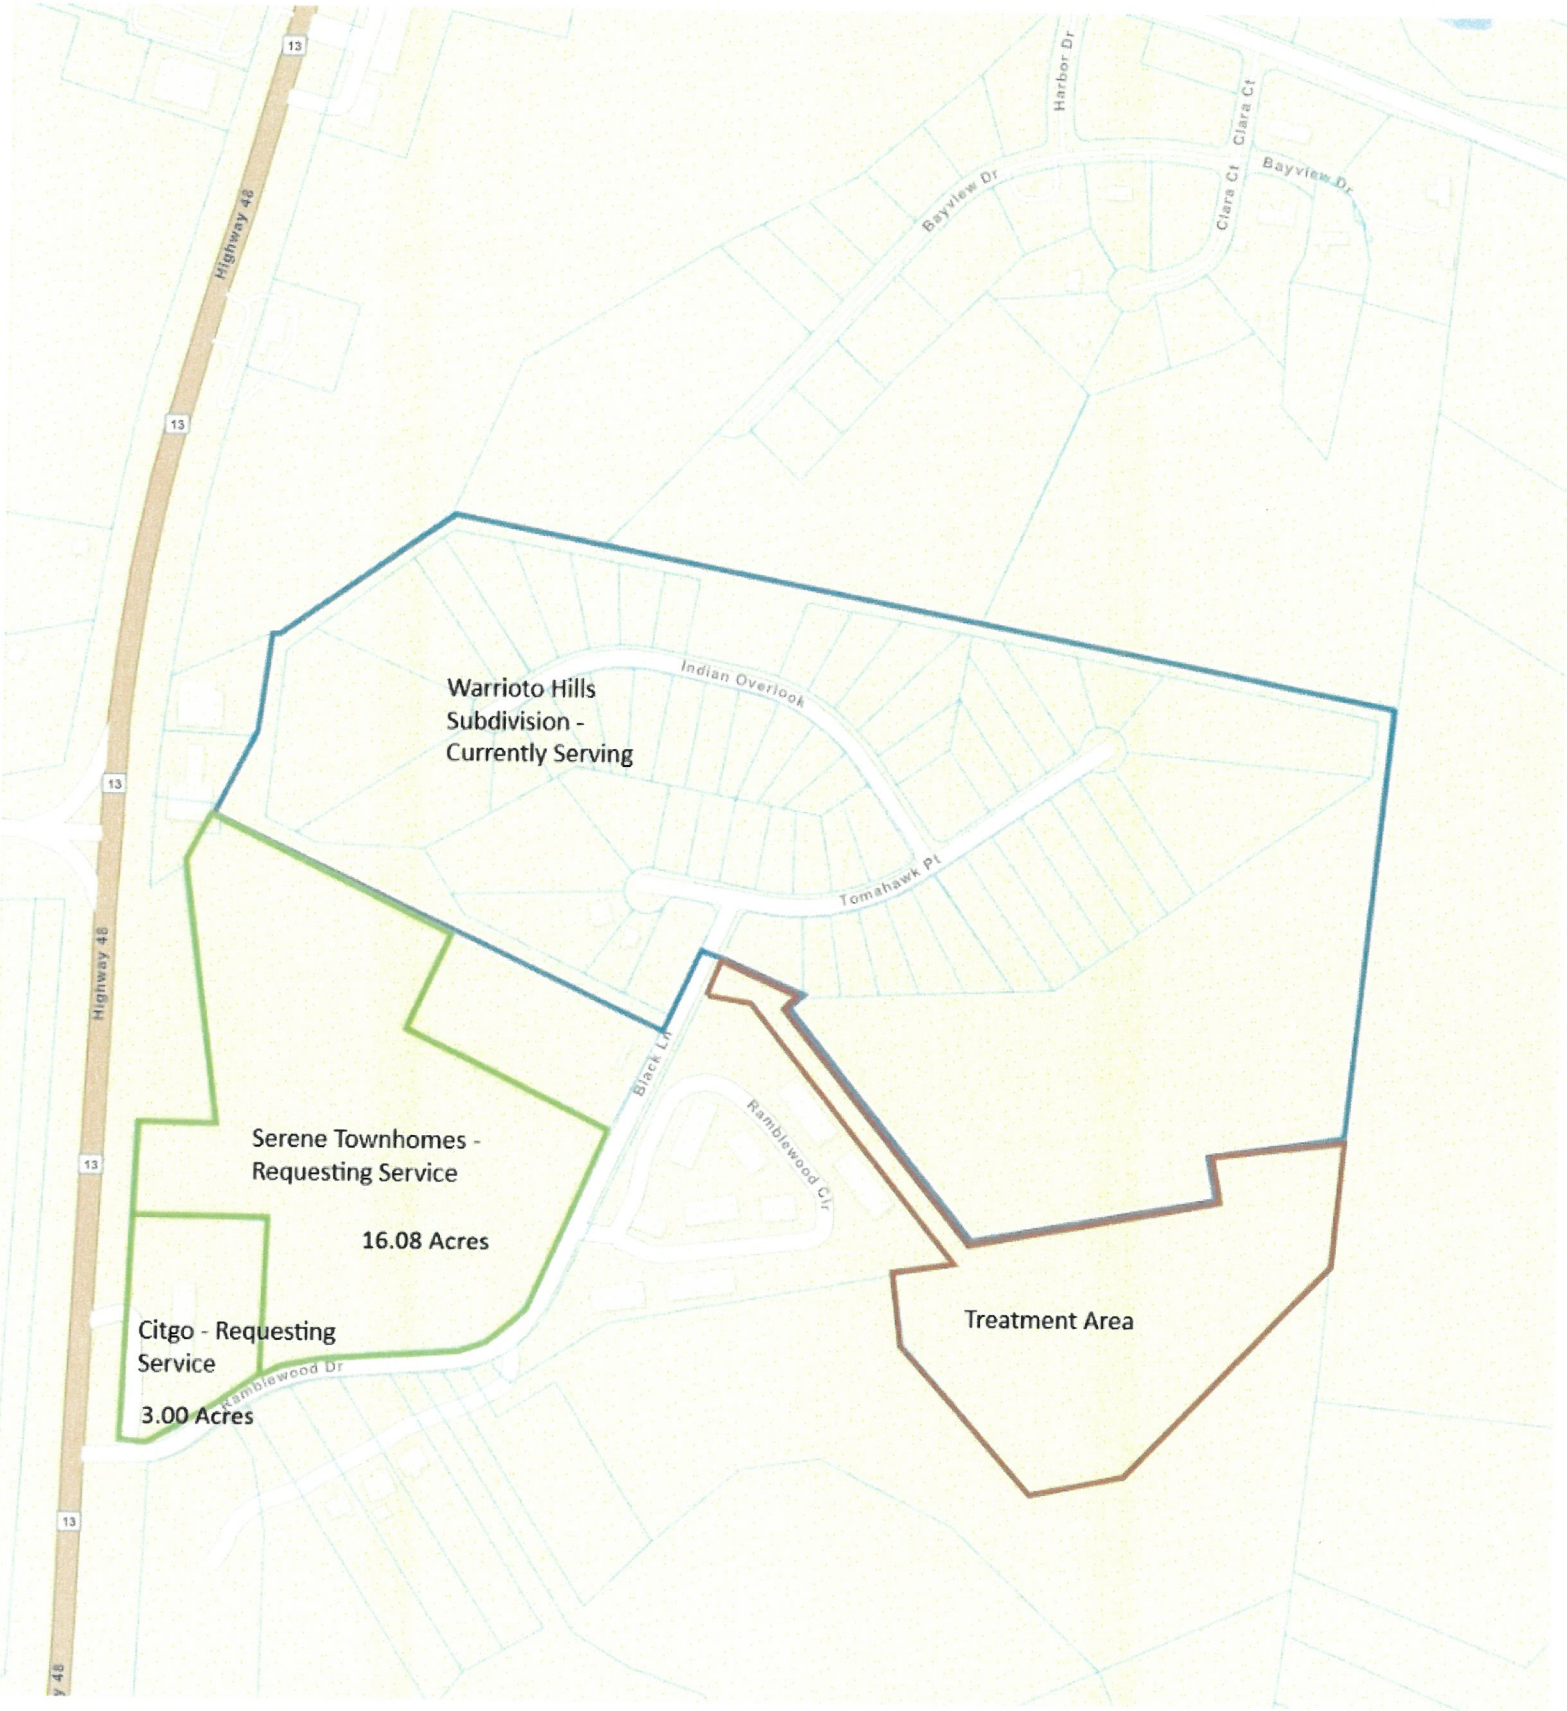 13
Harbor Dr
Clara Ct
Bayview Dr
Clara Ct
Bayview Dr
Highway 48
13
Indian Overlook
Warrioto Hills
Subdivision -
Currently Serving
13
Tomahawk Pt
Highway 48
Black Ln
Ramblewood Cir
Serene Townhomes -
Requesting Service
13
16.08 Acres
Treatment Area
Citgo - Requesting
Service
Ramblewood Dr
3.00 Acres
13
y 48